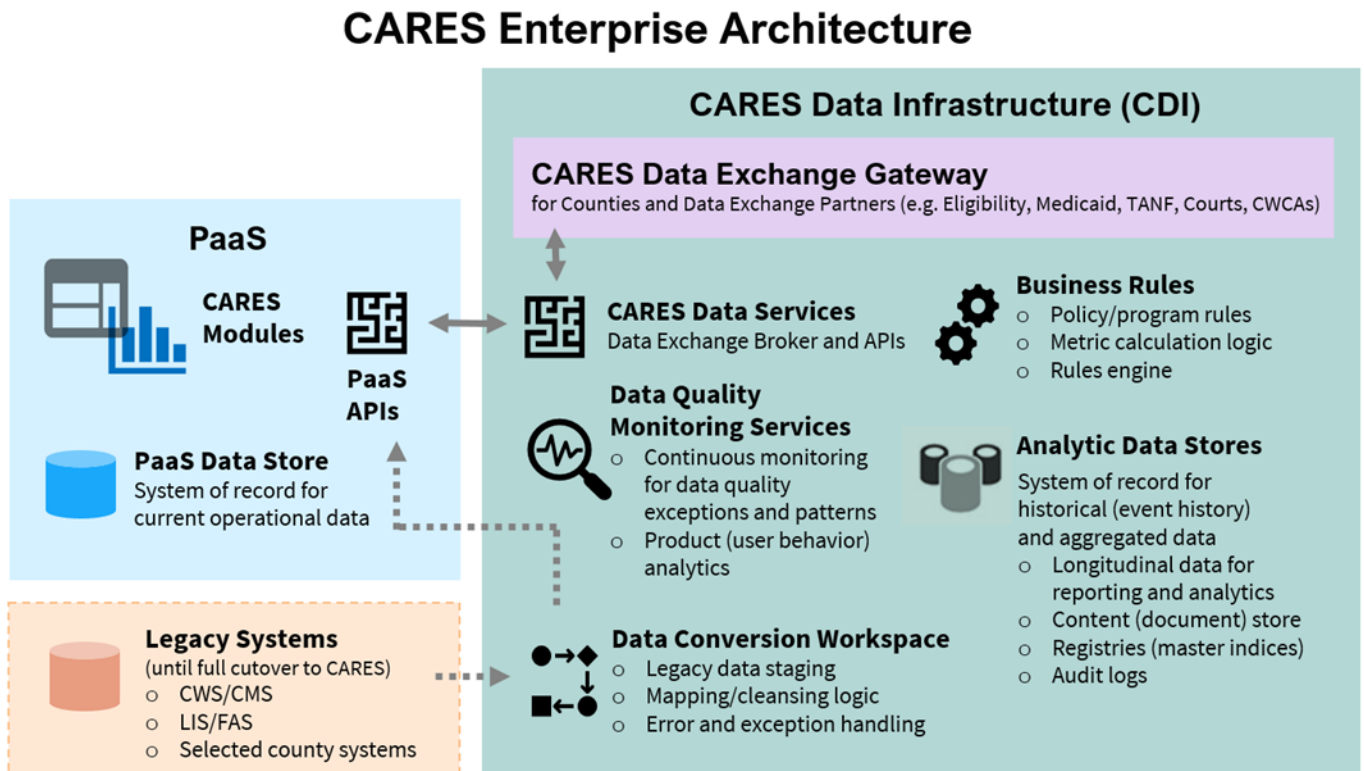 CARES Enterprise Architecture
CARES Data Infrastructure (CDI)
CARES Data Exchange Gateway
for Counties and Data Exchange Partners (e.g. Eligibility, Medicaid, TANF, Courts, CWCAs)
PaaS
CARES
Modules
PaaS
APIs
PaaS Data Store
System of record for
current operational data
Legacy Systems
(until full cutover to CARES)
o CWS/CMS
o LIS/FAS
o Selected county systems
CARES Data Services
Data Exchange Broker and APIs
Data Quality
Monitoring Services
o Continuous monitoring
for data quality
exceptions and patterns
o Product (user behavior)
analytics
Data Conversion Workspace
o Legacy data staging
o Mapping/cleansing logic
o Error and exception handling
Business Rules
o Policy/program rules
o Metric calculation logic
o Rules engine
Analytic Data Stores
System of record for
historical (event history)
and aggregated data
o Longitudinal data for
reporting and analytics
o Content (document) store
o Registries (master indices)
o Audit logs